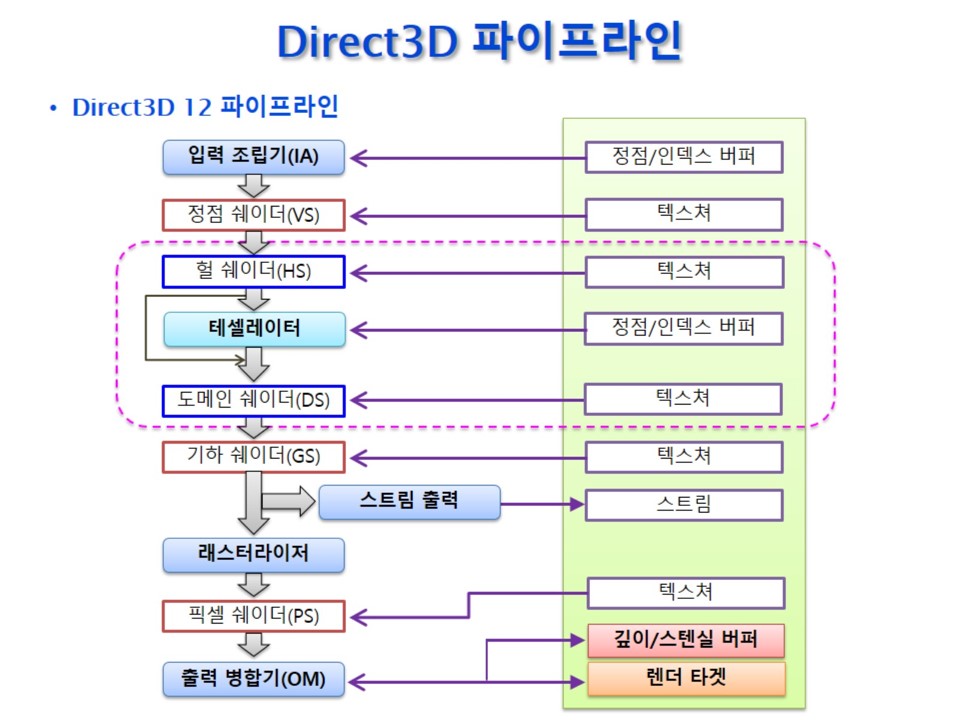 Direct3D 파이프라인
• Direct3D 12 파이프라인
입력 조립기(IA)
정점/인덱스 버퍼
정점 쉐이더(VS)
텍스쳐
헐 쉐이더(HS)
텍스쳐
테셀레이터
정점/인덱스 버퍼
도메인 쉐이더(DS)
텍스쳐
기하 쉐이더(GS)
텍스쳐
스트림 출력
스트림
래스터라이저
텍스쳐
픽셀 쉐이더(PS)
깊이/스텐실 버퍼
출력 병합기(OM)
렌더 타겟